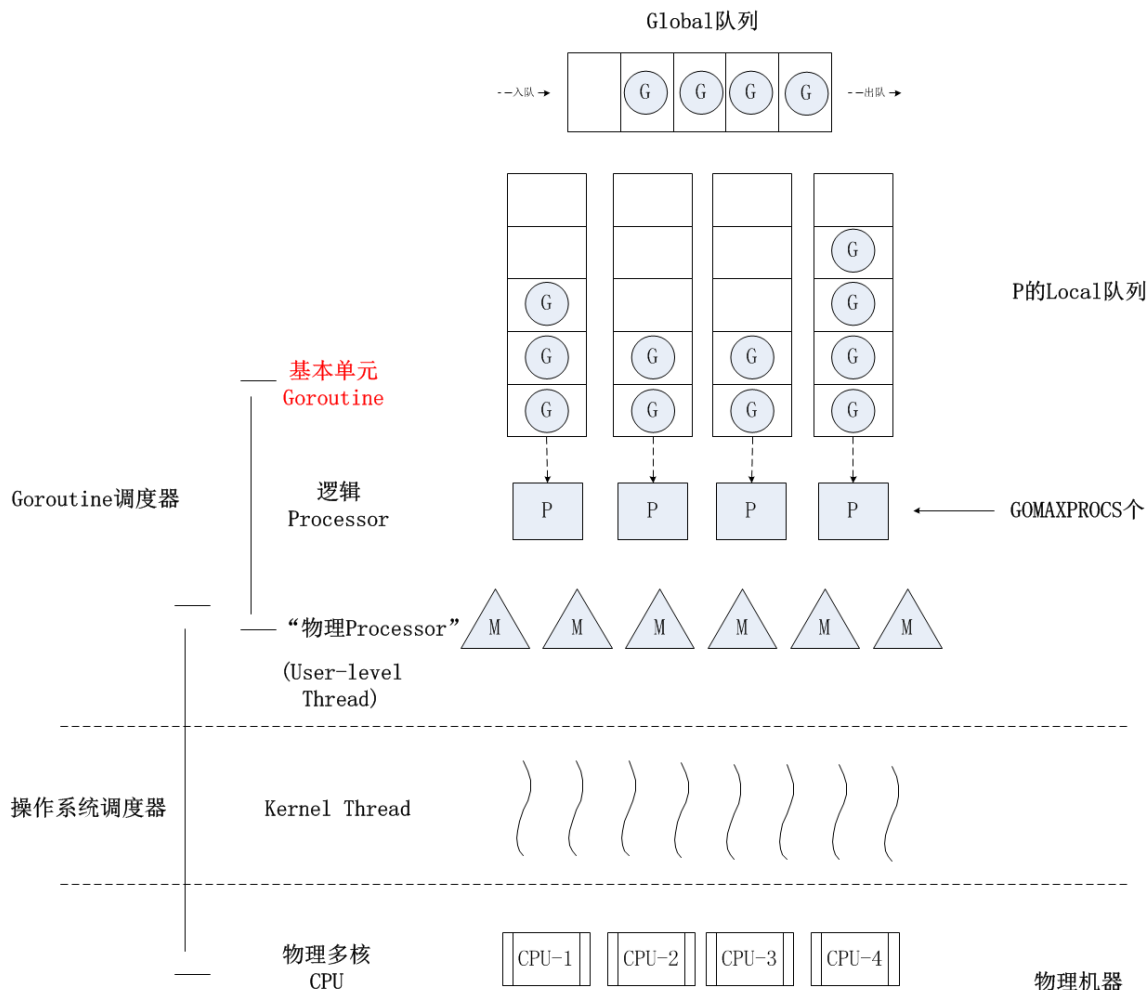 Global队列
--入队→ G G G G --出队→
G
G G
P的Local队列
G G G G
基本单元
Goroutine
G G G G
Goroutine调度器
逻辑
Processor
P P P P
GOMAXPROCS个
“物理Processor”
M M M M M M
(User-level
Thread)
操作系统调度器
Kernel Thread
物理多核
CPU
CPU-1 CPU-2 CPU-3 CPU-4
物理机器